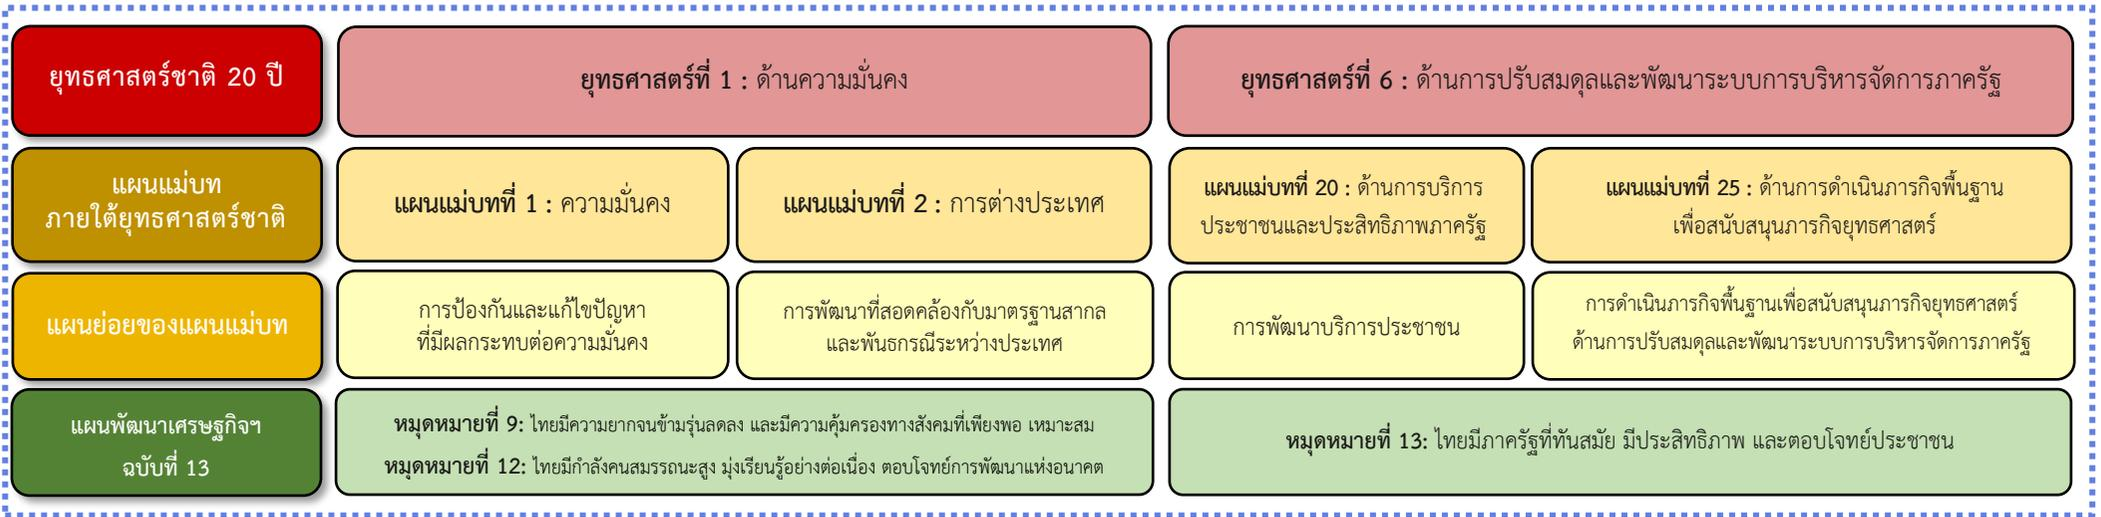 ยุทธศาสตร์ชาติ 20 ปี
ยุทธศาสตร์ที่ 1 : ด้านความมั่นคง
ยุทธศาสตร์ที่ 6 : ด้านการปรับสมดุลและพัฒนาระบบการบริหารจัดการภาครัฐ
แผนแม่บท
ภายใต้ยุทธศาสตร์ชาติ
แผนแม่บทที่ 1 : ความมั่นคง
แผนแม่บทที่ 2 : การต่างประเทศ
แผนแม่บทที่ 20 : ด้านการบริการ
ประชาชนและประสิทธิภาพภาครัฐ
แผนแม่บทที่ 25 : ด้านการดำเนินภารกิจพื้นฐาน
เพื่อสนับสนุนภารกิจยุทธศาสตร์
แผนย่อยของแผนแม่บท
การป้องกันและแก้ไขปัญหา
ที่มีผลกระทบต่อความมั่นคง
การพัฒนาที่สอดคล้องกับมาตรฐานสากล
และพันธกรณีระหว่างประเทศ
การพัฒนาบริการประชาชน
การดำเนินภารกิจพื้นฐานเพื่อสนับสนุนภารกิจยุทธศาสตร์
ด้านการปรับสมดุลและพัฒนาระบบการบริหารจัดการภาครัฐ
แผนพัฒนาเศรษฐกิจฯ
ฉบับที่ 13
หมุดหมายที่ 9: ไทยมีความยากจนข้ามรุ่นลดลง และมีความคุ้มครองทางสังคมที่เพียงพอ เหมาะสม
หมุดหมายที่ 12: ไทยมีกำลังคนสมรรถนะสูง มุ่งเรียนรู้อย่างต่อเนื่อง ตอบโจทย์การพัฒนาแห่งอนาคต
หมุดหมายที่ 13: ไทยมีภาครัฐที่ทันสมัย มีประสิทธิภาพ และตอบโจทย์ประชาชน